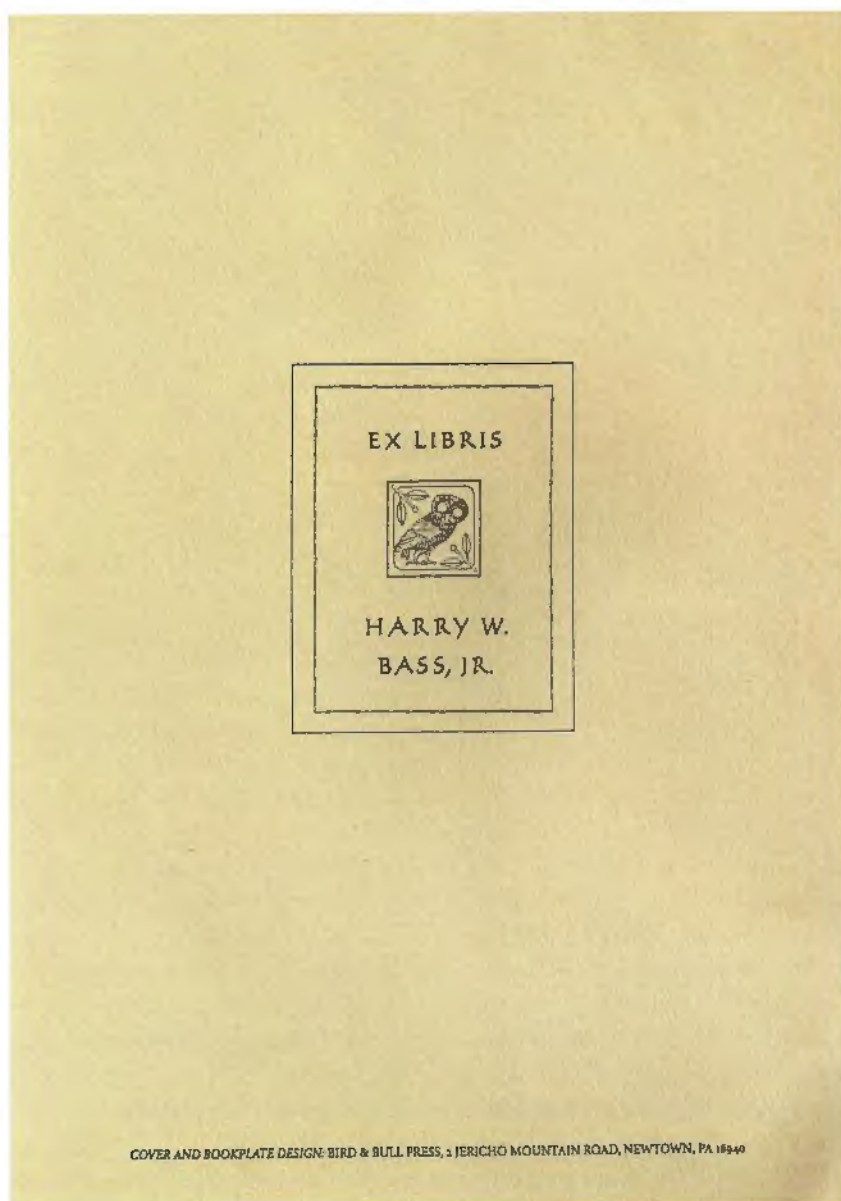 EX LIBRIS
HARRY W.
BASS, JR.
COVER AND BOOKPLATE DESIGN: BIRD & BULL PRESS, 2 JERICHO MOUNTAIN ROAD, NEWTOWN, PA 18940